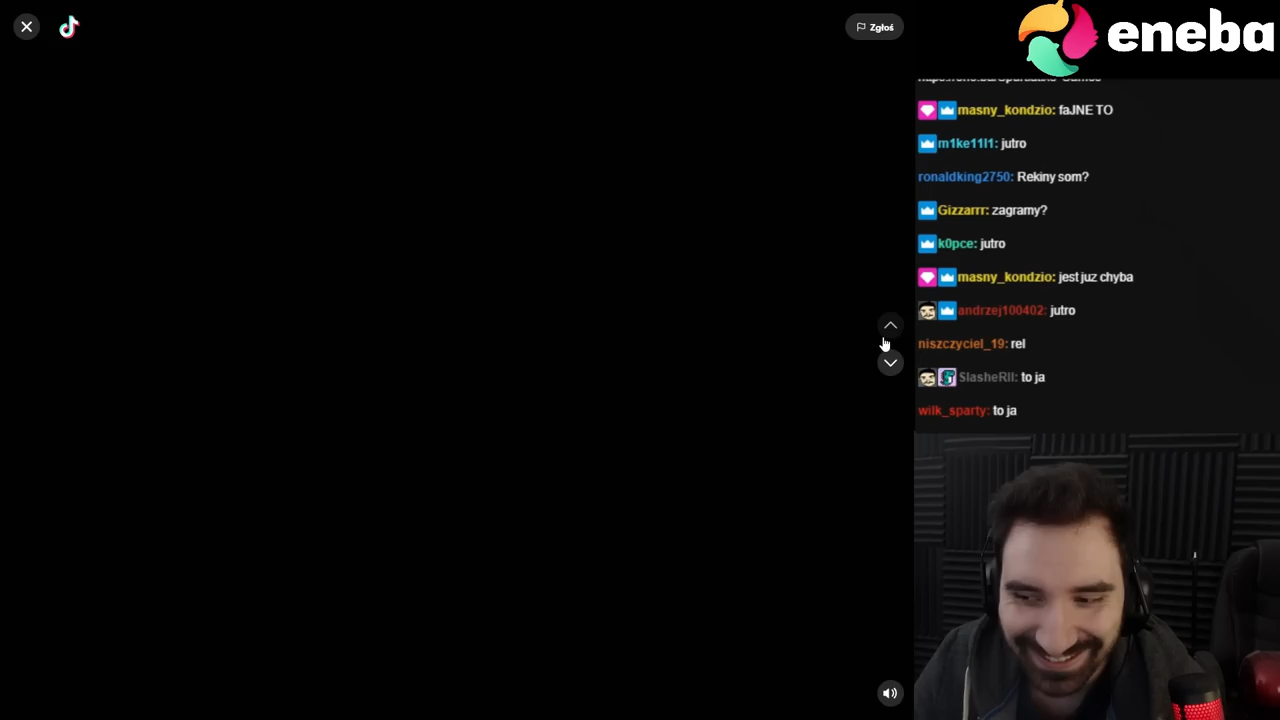 Zgłoś
eneba
masny_kondzio: faJNE TO
m1ke11l1: jutro
ronaldking2750: Rekiny som?
Gizzarrr: zagramy?
k0pce: jutro
masny_kondzio: jest juz chyba
andrzej100402: jutro
niszczyciel_19: rel
SlasheRII: to ja
wilk_sparty: to ja